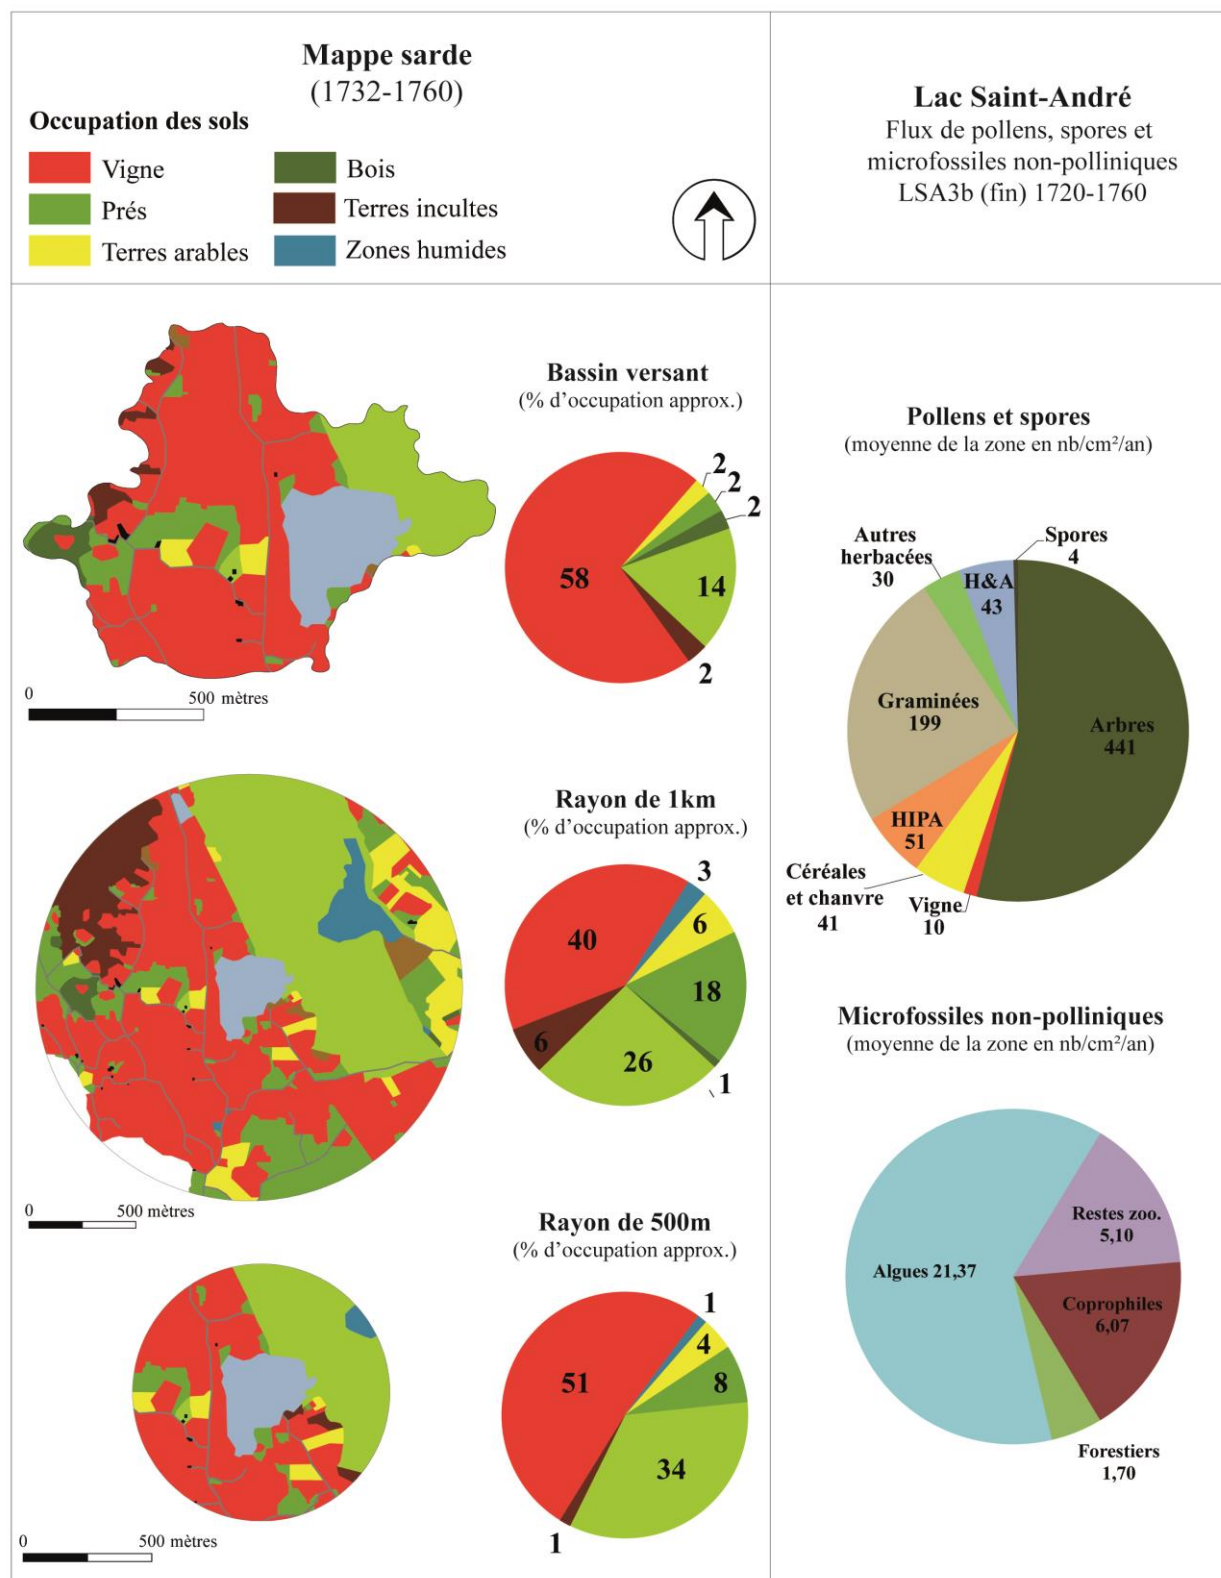 Mappe sarde
(1732-1760)
Occupation des sols
Vigne
Prés
Terres arables
Bois
Terres incultes
Zones humides
Lac Saint-André
Flux de pollens, spores et
microfossiles non-polliniques
LSA3b (fin) 1720-1760
Bassin versant
(% d'occupation approx.)
2
2
2
58
14
2
0
500 mètres
Rayon de 1km
(% d'occupation approx.)
3
40
6
18
6
26
1
0
500 mètres
Rayon de 500m
(% d'occupation approx.)
1
51
4
8
34
1
0
500 mètres
Pollens et spores
(moyenne de la zone en nb/cm²/an)
Autres
herbacées
30
Spores
4
H&A
43
Graminées
199
Arbres
441
HIPA
51
Céréales
et chanvre
41
Vigne
10
Microfossiles non-polliniques
(moyenne de la zone en nb/cm²/an)
Restes zoo.
5,10
Algues 21,37
Coprophiles
6,07
Forestiers
1,70